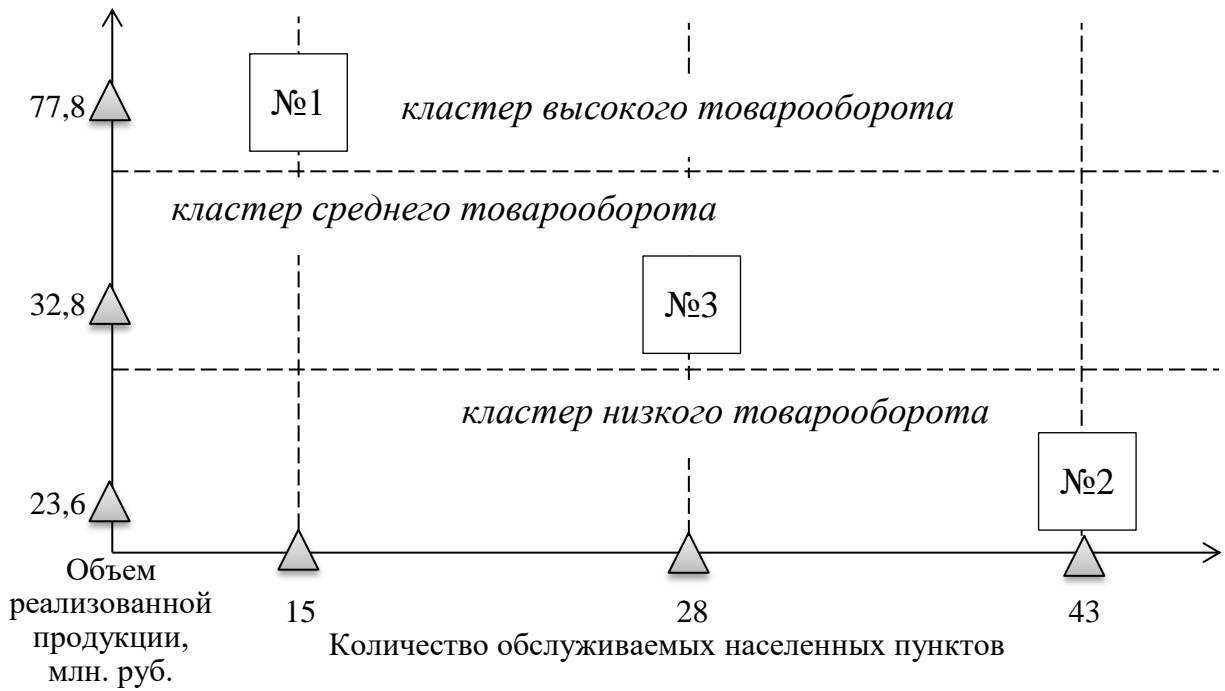 77,8
№1
кластер высокого товарооборота
кластер среднего товарооборота
32,8
№3
кластер низкого товарооборота
23,6
№2
Объем
реализованной
продукции,
млн. руб.
15
28
43
Количество обслуживаемых населенных пунктов